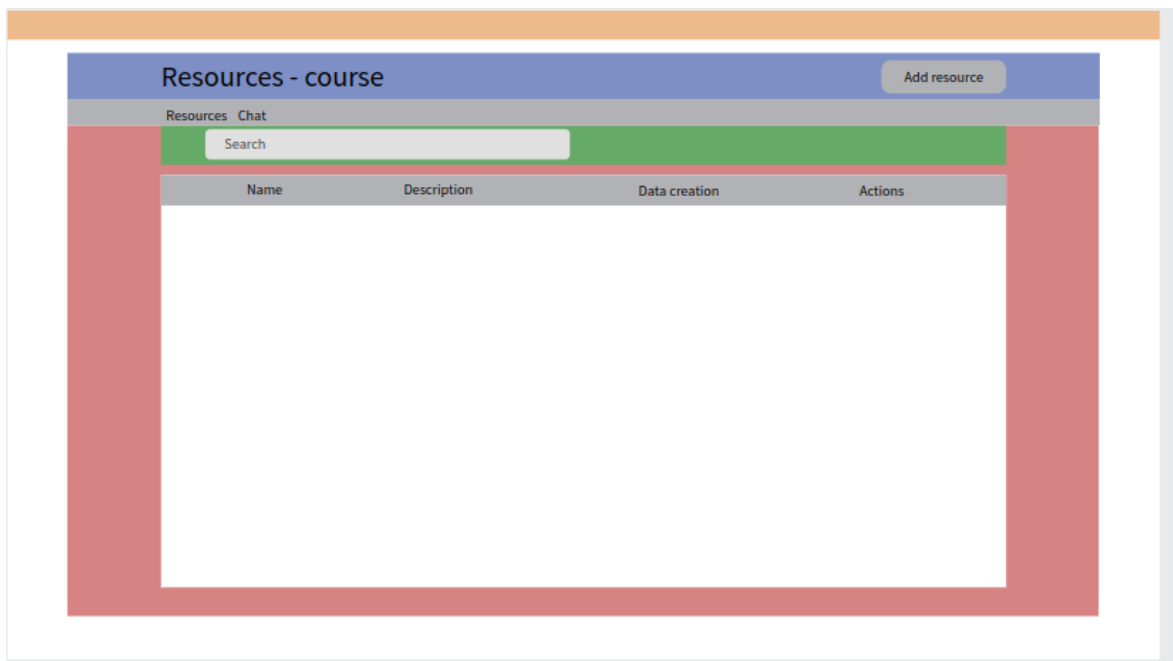 Resources - course
Add resource
Resources Chat
Search
Name Description Data creation Actions